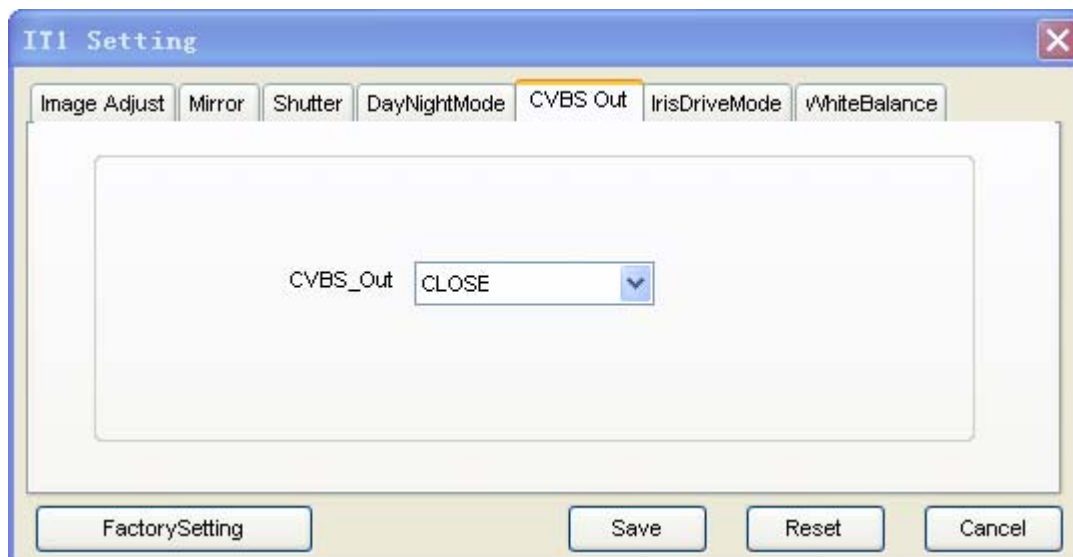 IT1 Setting
Image Adjust Mirror Shutter DayNightMode CVBS Out IrisDriveMode WhiteBalance
CVBS_Out CLOSE
FactorySetting Save Reset Cancel